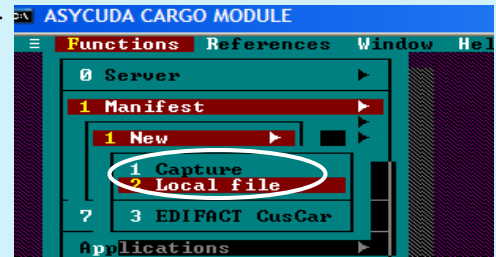 ASYCUDA CARGO MODULE
≡ Functions References Window Hel
0 Server ►
1 Manifest ►
1 New ►
1 Capture
2 Local file
7 3 EDIFACT CusCar
Applications ►